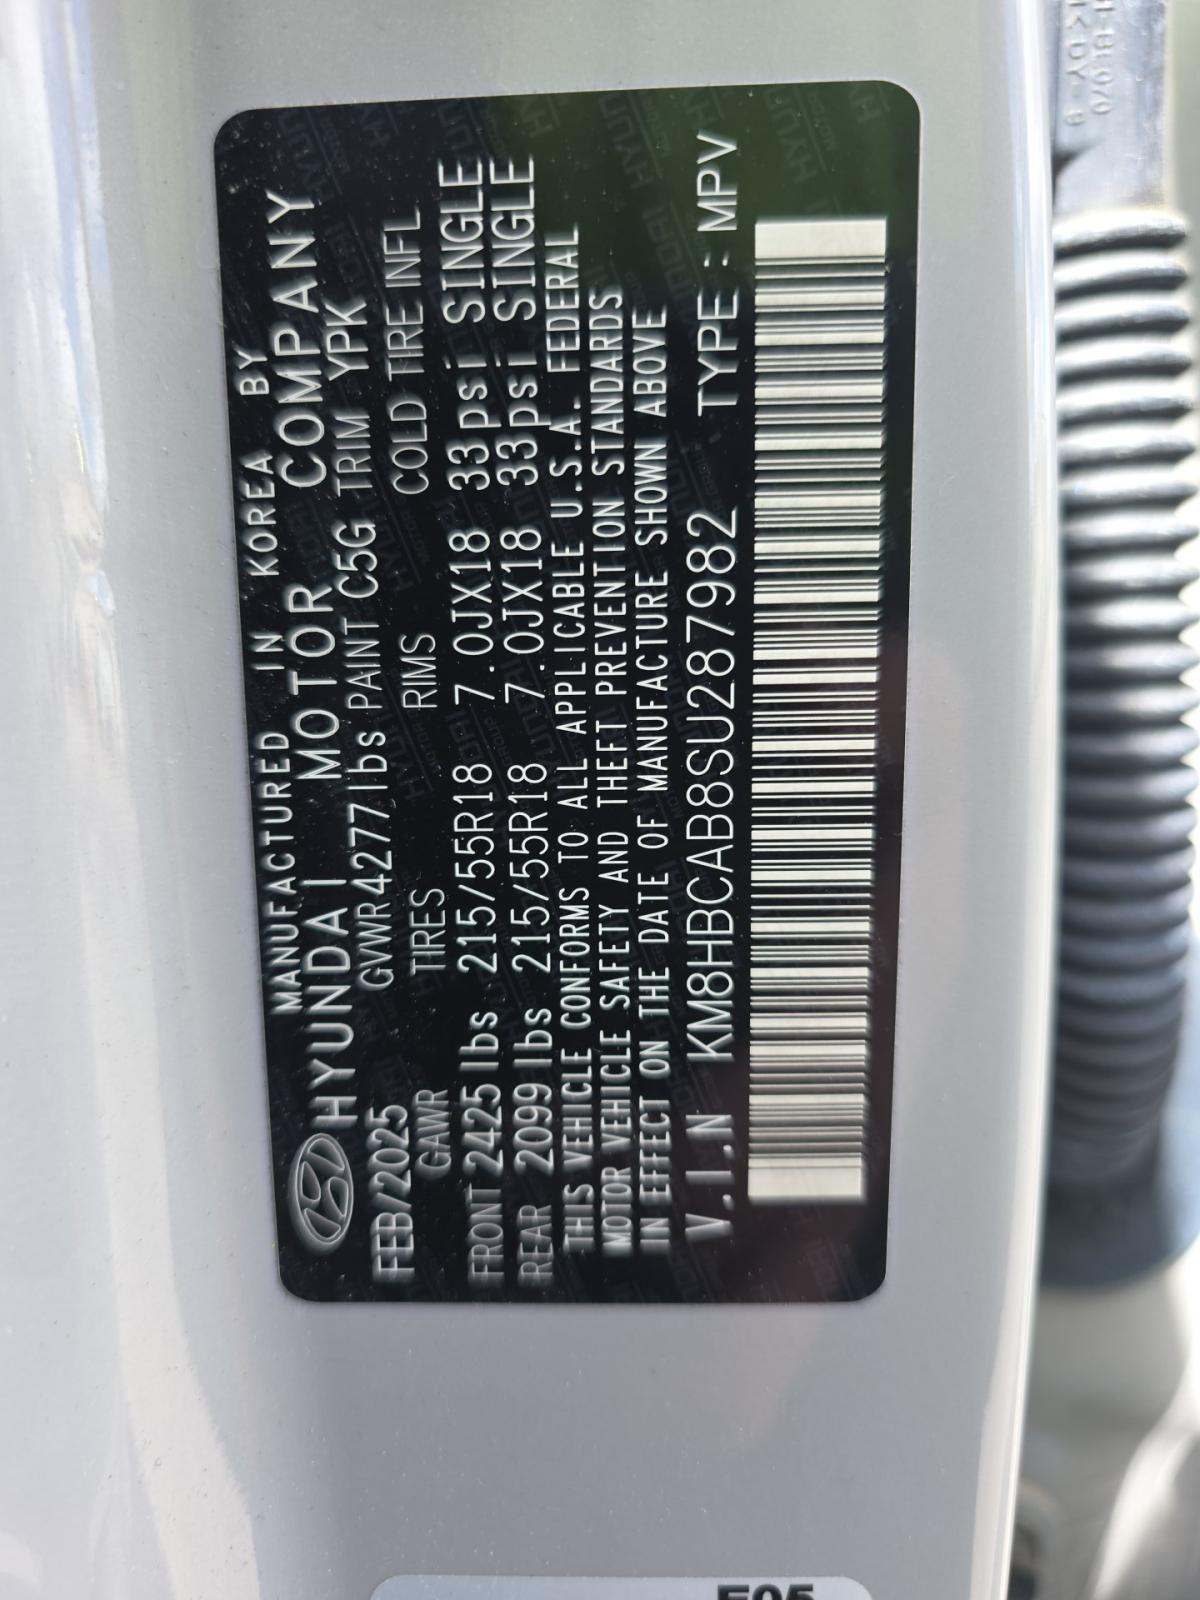 MANUFACTURED IN KOREA BY
HYUNDAI MOTOR COMPANY
FEB/2025 GVWR4277lbs PAINT C5G TRIM YPK
GAWR TIRES RIMS COLD TIRE INFL
FRONT 2425 lbs 215/55R18 7.0JX18 33psi SINGLE
REAR 2099 lbs 215/55R18 7.0JX18 33psi SINGLE
THIS VEHICLE CONFORMS TO ALL APPLICABLE U.S.A. FEDERAL
MOTOR VEHICLE SAFETY AND THEFT PREVENTION STANDARDS
IN EFFECT ON THE DATE OF MANUFACTURE SHOWN ABOVE
V.I.N KM8HBCAB8SU287982 TYPE : MPV